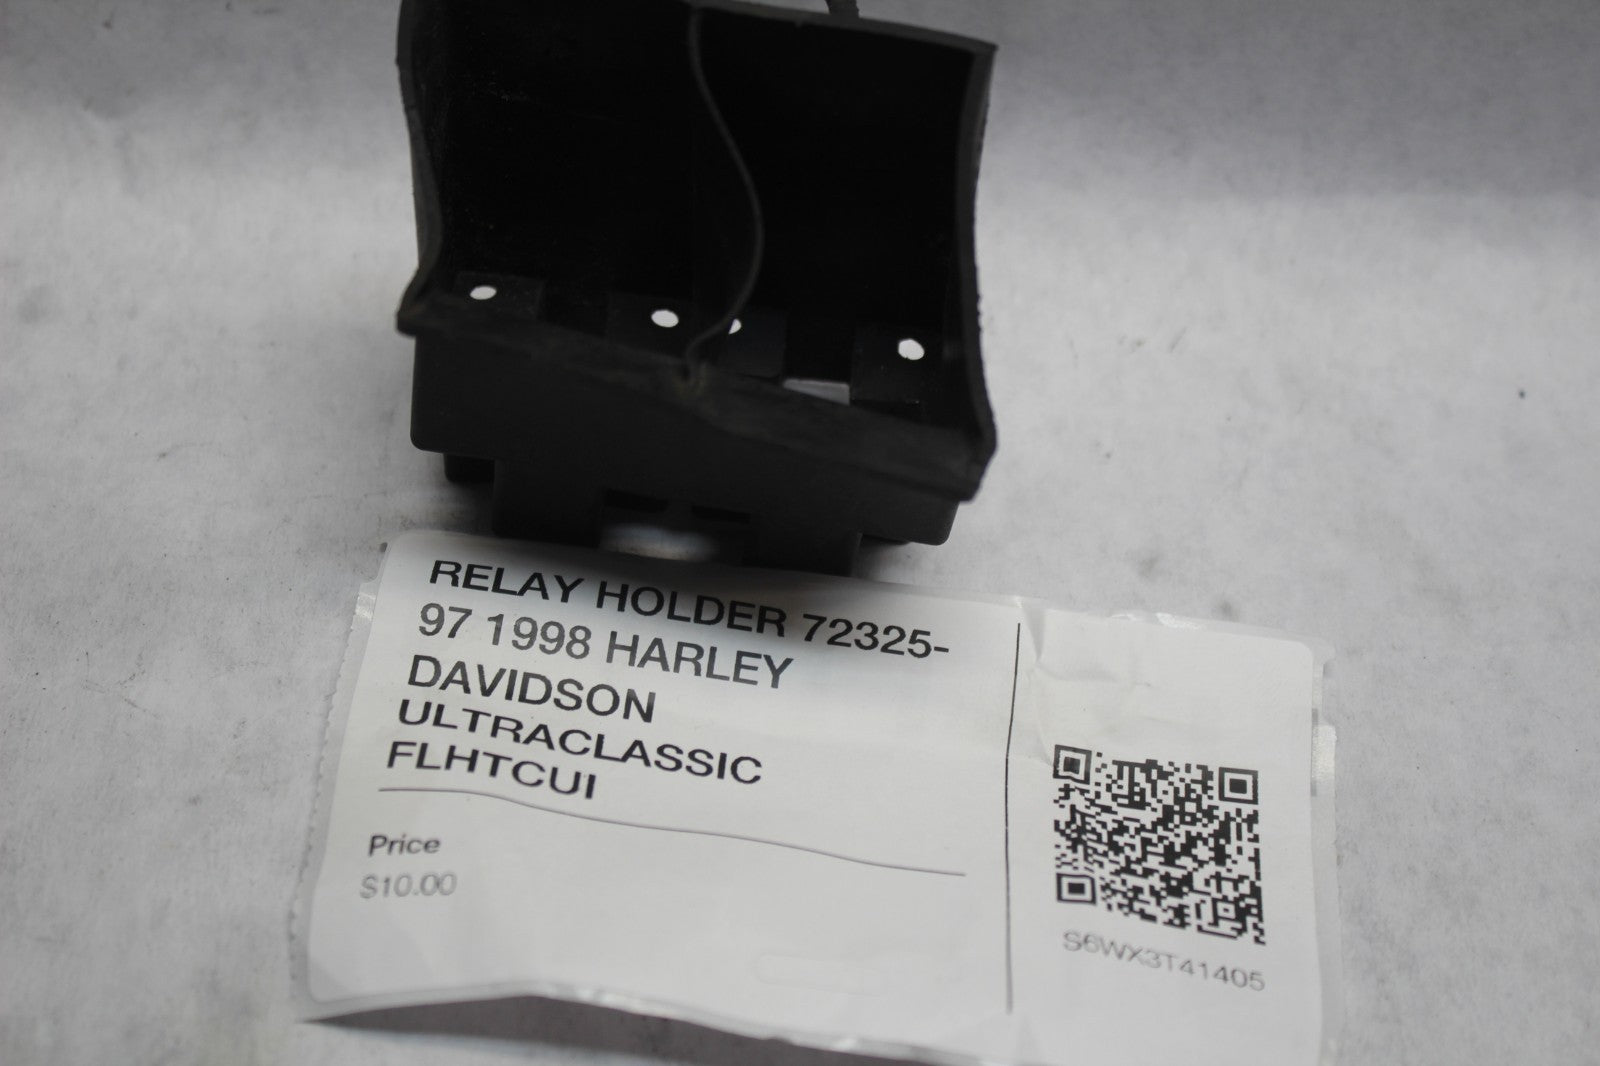 RELAY HOLDER 72325-
97 1998 HARLEY
DAVIDSON
ULTRACLASSIC
FLHTCUI
Price
$10.00
S6WX3T41405